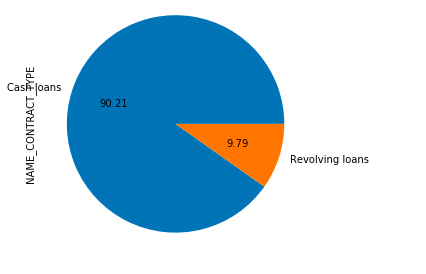 Cash loans
90.21
NAME_CONTRACT_TYPE
9.79
Revolving loans